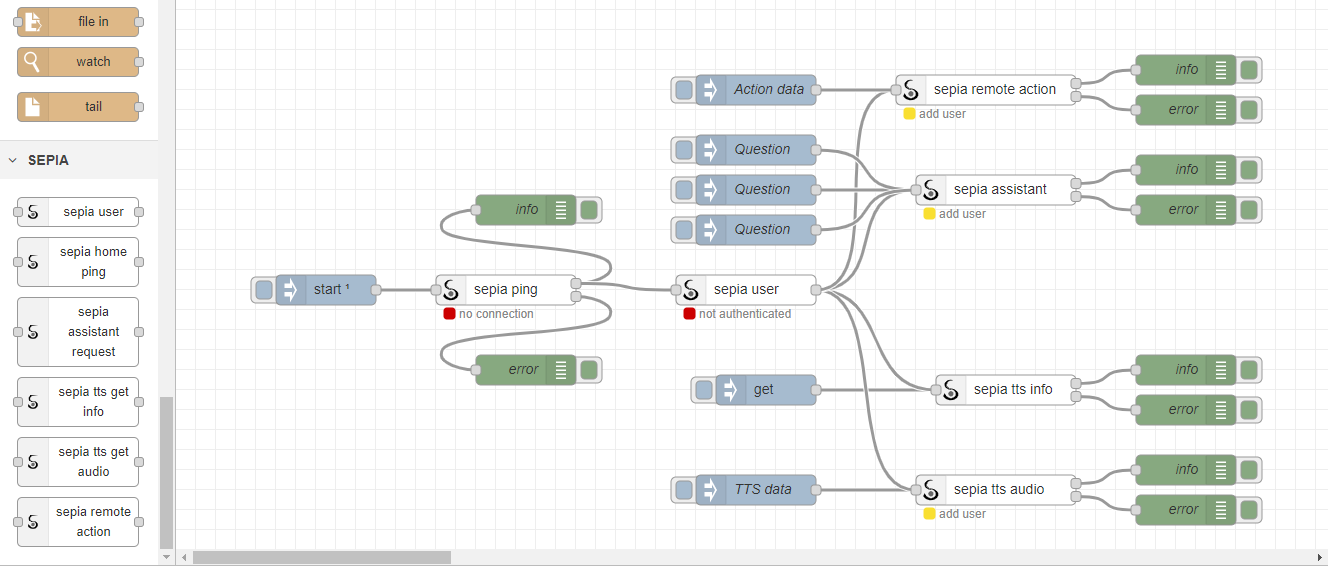 file in
watch
tail
SEPIA
sepia user
sepia home
ping
sepia
assistant
request
sepia tts get
info
sepia tts get
audio
sepia remote
action
start ¹
info
sepia ping
no connection
error
Action data
Question
Question
Question
sepia user
not authenticated
get
TTS data
sepia remote action
add user
info
error
sepia assistant
add user
info
error
sepia tts info
info
error
sepia tts audio
add user
info
error